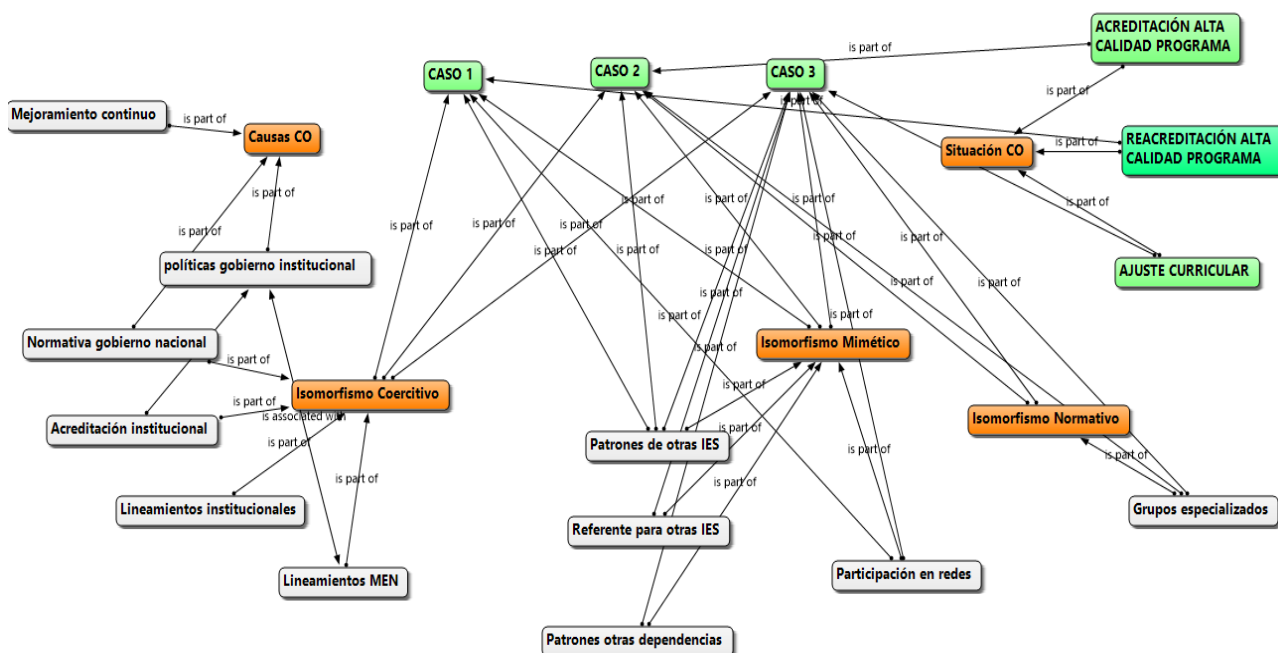 ACREDITACIÓN ALTA
CALIDAD PROGRAMA
is part of
CASO 1
CASO 2
CASO 3
is part of
is part of
Mejoramiento continuo
is part of
Causas CO
REACREDITACIÓN ALTA
CALIDAD PROGRAMA
is part of
Situación CO
is part of
is part of
is part of
is part of
is part of
is part of
is part of
is part of
is part of
is part of
is part of
políticas gobierno institucional
AJUSTE CURRICULAR
is part of
is part of
Normativa gobierno nacional
is part of
Isomorfismo Mimético
is part of
is part of
Isomorfismo Coercitivo
is part of
is associated with
Isomorfismo Normativo
Acreditación institucional
is part of
is part of
Patrones de otras IES
is part of
is part of
is part of
Lineamientos institucionales
Grupos especializados
Referente para otras IES
is part of
Lineamientos MEN
Participación en redes
Patrones otras dependencias